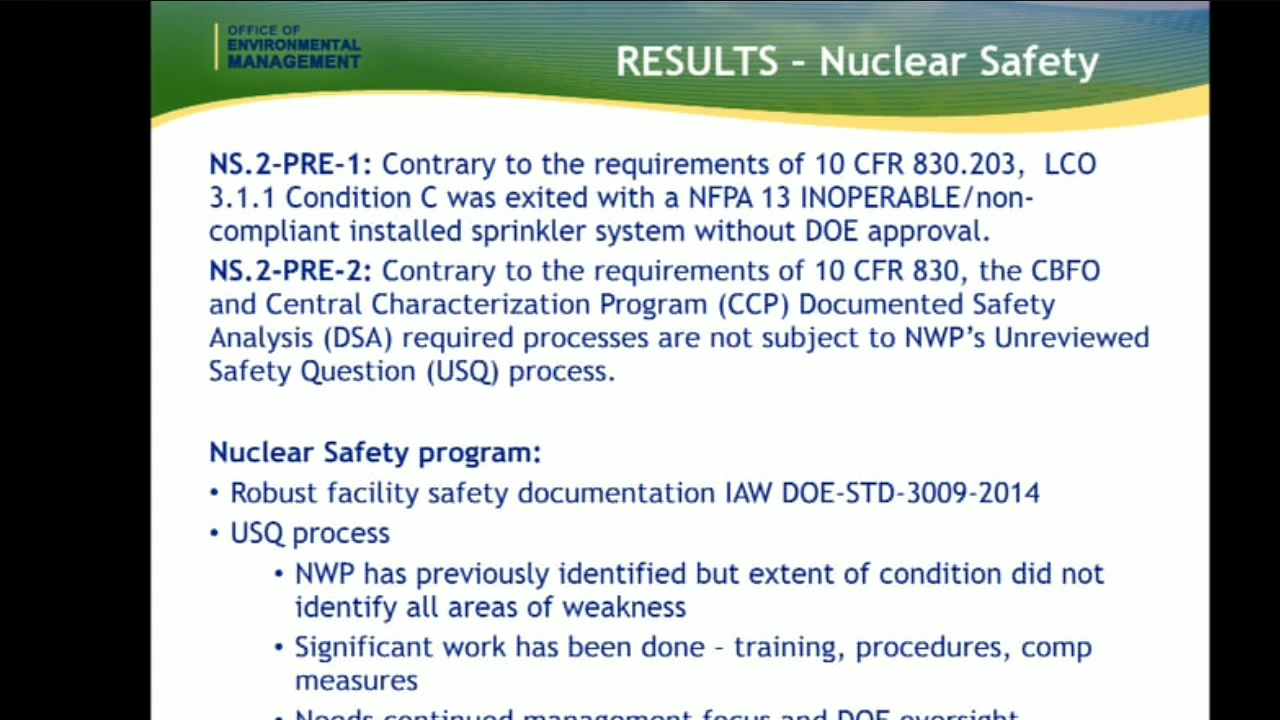 OFFICE OF
ENVIRONMENTAL
MANAGEMENT
RESULTS – Nuclear Safety
NS.2-PRE-1: Contrary to the requirements of 10 CFR 830.203, LCO
3.1.1 Condition C was exited with a NFPA 13 INOPERABLE/non-
compliant installed sprinkler system without DOE approval.
NS.2-PRE-2: Contrary to the requirements of 10 CFR 830, the CBFO
and Central Characterization Program (CCP) Documented Safety
Analysis (DSA) required processes are not subject to NWP’s Unreviewed
Safety Question (USQ) process.
Nuclear Safety program:
• Robust facility safety documentation IAW DOE-STD-3009-2014
• USQ process
• NWP has previously identified but extent of condition did not
identify all areas of weakness
• Significant work has been done – training, procedures, comp
measures
• Needs continued management focus and DOE oversight